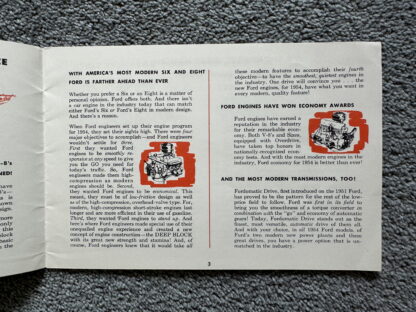 CE
-8's
NED!
have
's—
sign.
more
only
this
block
basic
the
WITH AMERICA'S MOST MODERN SIX AND EIGHT
FORD IS FARTHER AHEAD THAN EVER
Whether you prefer a Six or an Eight is a matter of
personal opinion. Ford offers both. And there isn't
a car engine in the industry today that can match
either Ford's Six or Ford's Eight in modern design.
And there's a reason.
When Ford engineers set up their engine program
for 1954, they set their sights high. There were four
major objectives to accomplish—and Ford engineers
wouldn't settle for three.
First they wanted Ford
engines to be smoothly re-
sponsive at any speed to give
you the GO you need for
today's traffic. So, Ford
engineers made them high-
compression as modern
engines should be. Second,
they wanted Ford engines to be economical. This
means, they must be of low-friction design as well
as of the high-compression, overhead-valve type. For,
high-compression short-stroke engines last
longer and are more efficient in their use of gasoline.
Third, they wanted Ford engines to stand up. And
here's where Ford engineers made special use of their
unequalled engine experience and created a new
concept of engine construction—the DEEP BLOCK
with its great new strength and stamina! And, of
course, Ford engineers knew that it would take all
these modern features to accomplish their fourth
objective—to have the smoothest, quietest engines in
the industry. One drive will convince you . . . the
new Ford engines, for 1954, have what you want in
every modern, quality feature!
FORD ENGINES HAVE WON ECONOMY AWARDS!
Ford engines have earned a
reputation in the industry
for their remarkable econ-
omy. Both V-8's and Sixes,
equipped with Overdrive,
have taken top honors in
nationally recognized econ-
omy tests. And with the most modern engines in the
industry, Ford economy for 1954 is better than ever!
AND THE MOST MODERN TRANSMISSIONS, TOO!
Fordomatic Drive, first introduced on the 1951 Ford,
has proved to be the pattern for the rest of the low-
priced field to follow. Ford was first in its field to
bring you the smoothness of a torque converter in
combination with the "go" and economy of automatic
gears! Today, Fordomatic Drive stands out as the
finest, most versatile, automatic drive of them all.
And with your choice, in all 1954 Ford models, of
Ford's two modern new power plants and three
great drives, you have a power option that is un-
matched in the industry.
3